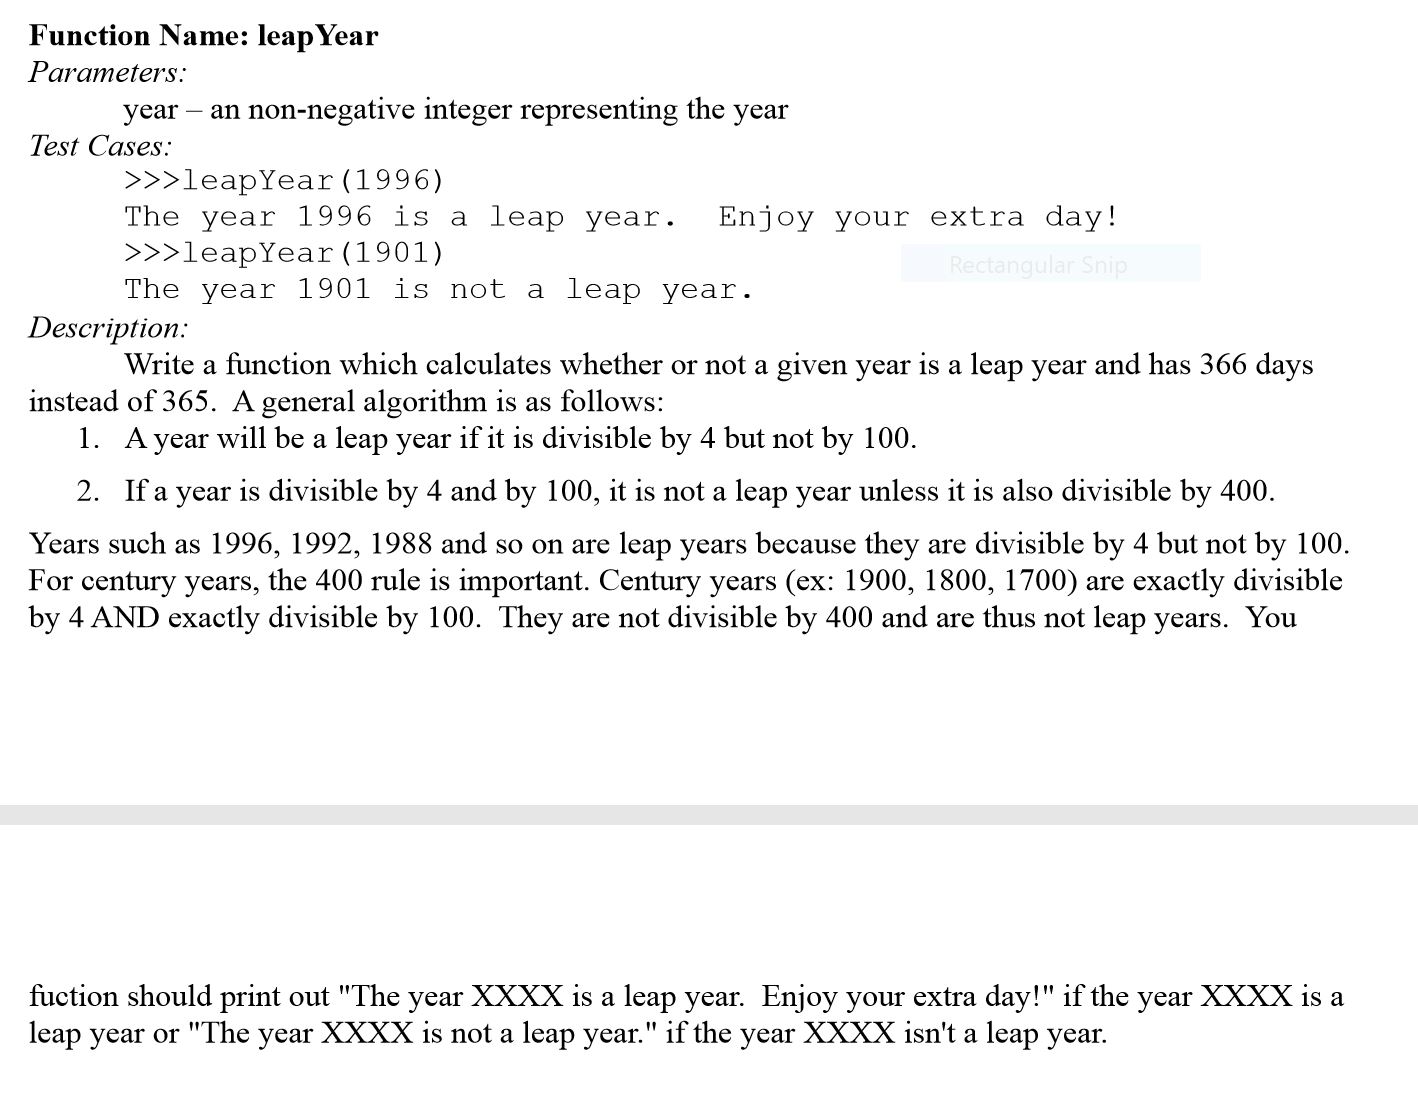 Function Name: leapYear
Parameters:
year – an non-negative integer representing the year
Test Cases:
>>>leapYear(1996)
The year 1996 is a leap year.  Enjoy your extra day!
>>>leapYear(1901)
Rectangular Snip
The year 1901 is not a leap year.
Description:
Write a function which calculates whether or not a given year is a leap year and has 366 days
instead of 365.  A general algorithm is as follows:
1. A year will be a leap year if it is divisible by 4 but not by 100.
2. If a year is divisible by 4 and by 100, it is not a leap year unless it is also divisible by 400.
Years such as 1996, 1992, 1988 and so on are leap years because they are divisible by 4 but not by 100.
For century years, the 400 rule is important. Century years (ex: 1900, 1800, 1700) are exactly divisible
by 4 AND exactly divisible by 100.  They are not divisible by 400 and are thus not leap years.  You
fuction should print out "The year XXXX is a leap year.  Enjoy your extra day!" if the year XXXX is a
leap year or "The year XXXX is not a leap year." if the year XXXX isn't a leap year.